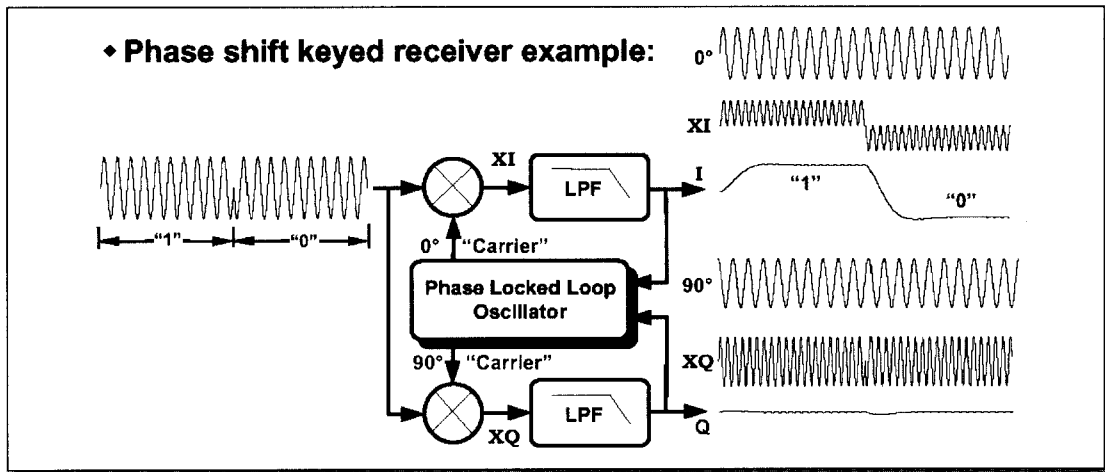 ◆ Phase shift keyed receiver example:
0°
XI
I
"1"
"0"
"1"
"0"
XI
LPF
0° "Carrier"
Phase Locked Loop
Oscillator
90° "Carrier"
XQ
LPF
90°
XQ
Q